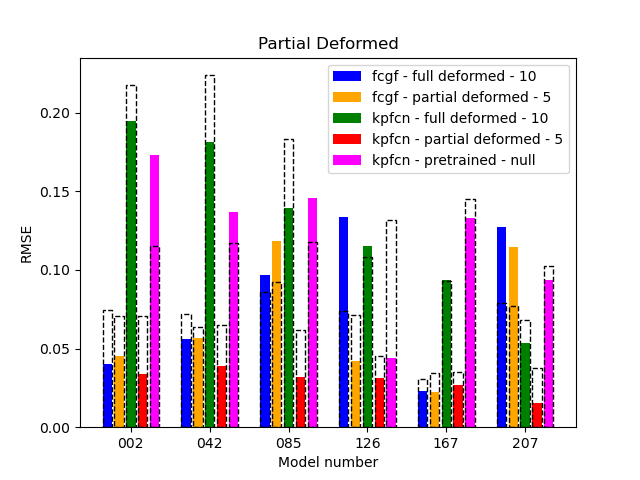 Partial Deformed
fcgf - full deformed - 10
fcgf - partial deformed - 5
kpfcn - full deformed - 10
kpfcn - partial deformed - 5
kpfcn - pretrained - null
RMSE
0.20
0.15
0.10
0.05
0.00
002 042 085 126 167 207
Model number